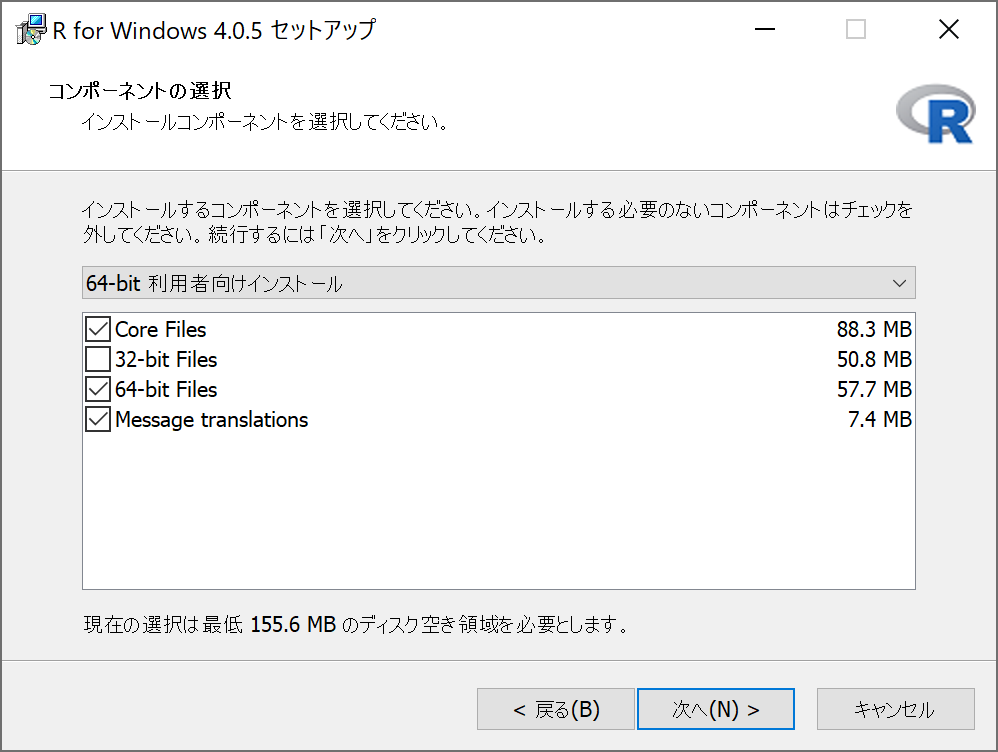 R for Windows 4.0.5 セットアップ
コンポーネントの選択
インストールコンポーネントを選択してください。
R
インストールするコンポーネントを選択してください。インストールする必要のないコンポーネントはチェックを
外してください。続行するには「次へ」をクリックしてください。
64-bit 利用者向けインストール
Core Files 88.3 MB
32-bit Files 50.8 MB
64-bit Files 57.7 MB
Message translations 7.4 MB
現在の選択は最低 155.6 MB のディスク空き領域を必要とします。
< 戻る(B) 次へ(N) > キャンセル